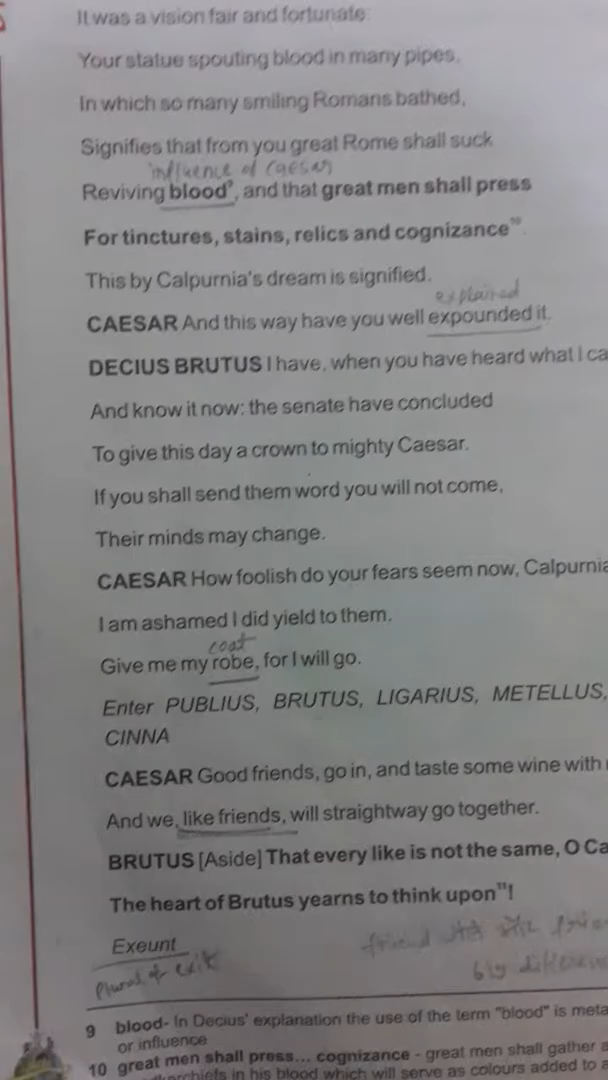 It was a vision fair and fortunate:
Your statue spouting blood in many pipes,
In which so many smiling Romans bathed,
Signifies that from you great Rome shall suck
influence of Caesar
Reviving blood⁹, and that great men shall press
For tinctures, stains, relics and cognizance¹⁰.
This by Calpurnia's dream is signified.
explained
CAESAR And this way have you well expounded it.
DECIUS BRUTUS I have, when you have heard what I ca
And know it now: the senate have concluded
To give this day a crown to mighty Caesar.
If you shall send them word you will not come,
Their minds may change.
CAESAR How foolish do your fears seem now, Calpurnia
I am ashamed I did yield to them.
coat
Give me my robe, for I will go.
Enter PUBLIUS, BRUTUS, LIGARIUS, METELLUS,
CINNA
CAESAR Good friends, go in, and taste some wine with
And we, like friends, will straightway go together.
BRUTUS [Aside] That every like is not the same, O Ca
The heart of Brutus yearns to think upon¹¹!
Exeunt
friend
Plural of exit
big
9 blood- In Decius' explanation the use of the term "blood" is meta
or influence
10 great men shall press... cognizance - great men shall gather a
in his blood which will serve as colours added to